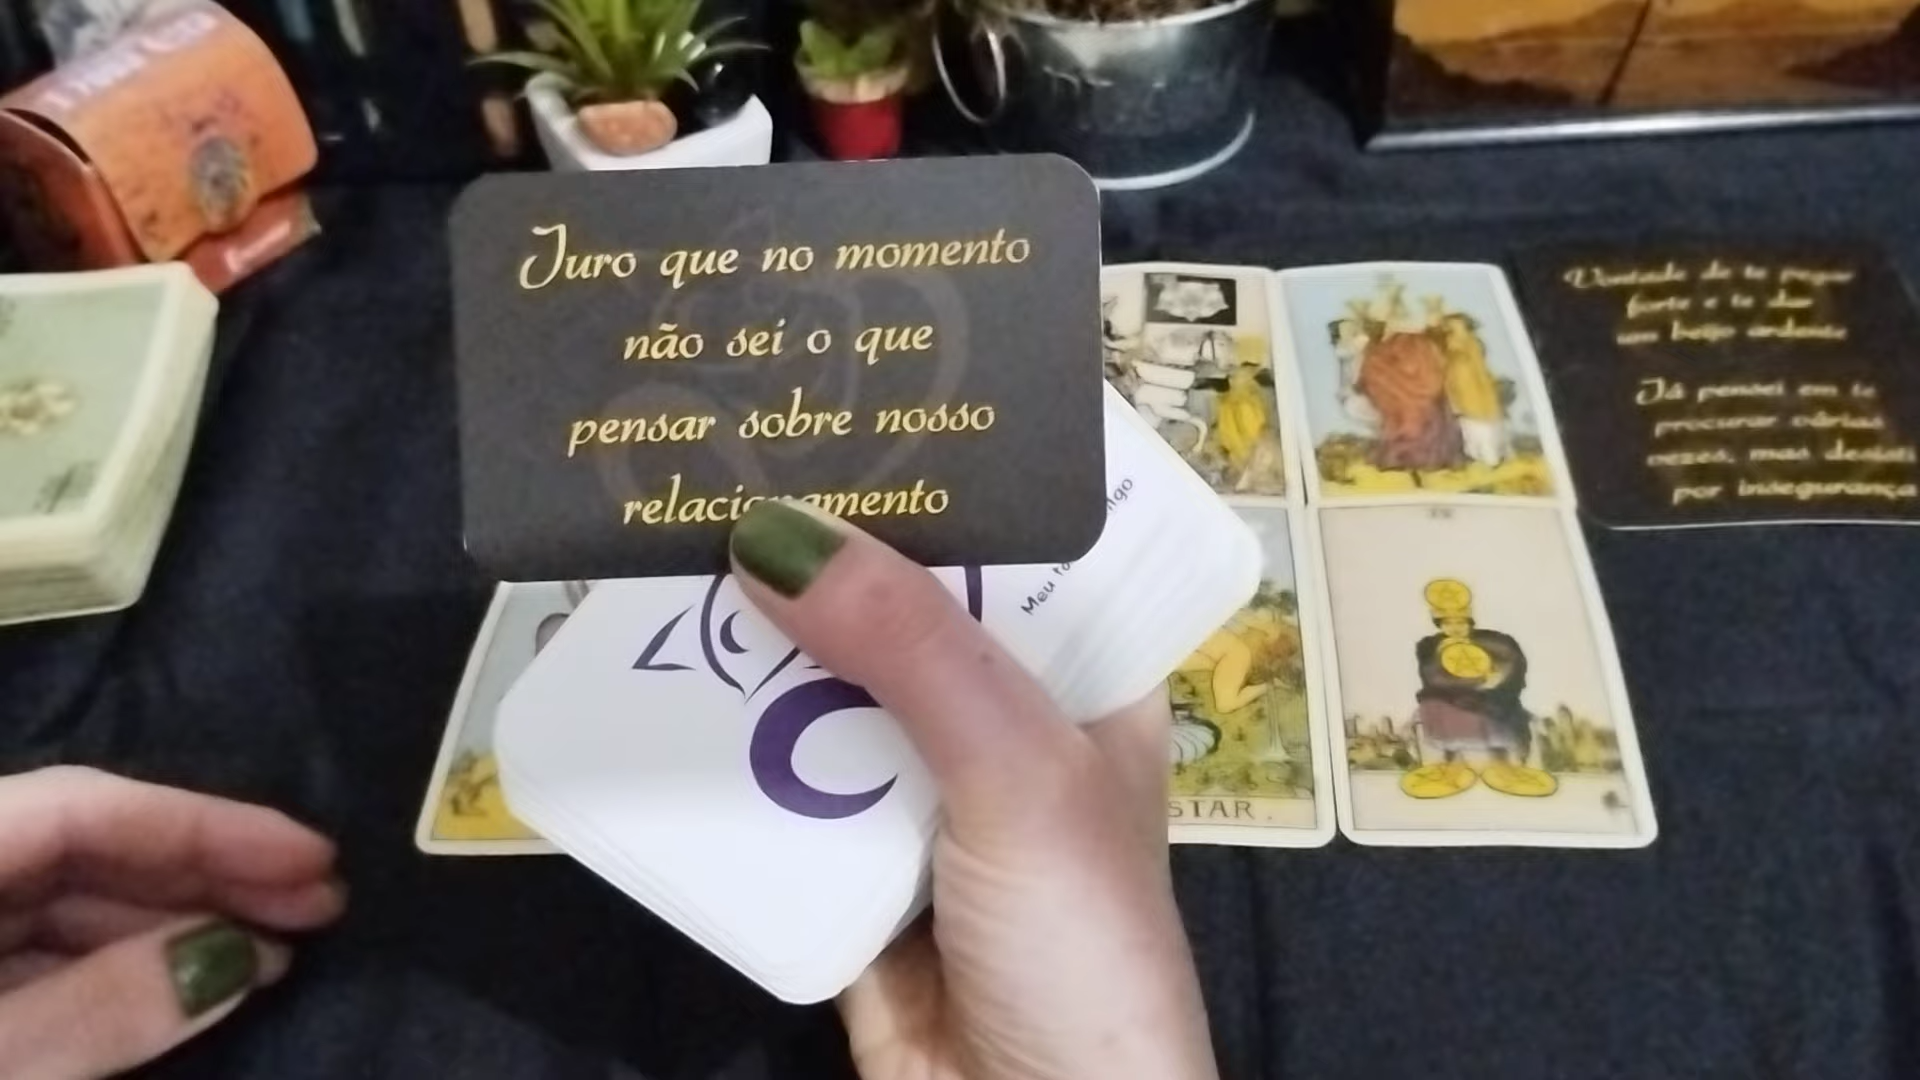 Juro que no momento
não sei o que
pensar sobre nosso
relacionamento
Vontade de te pegar
forte e te dar
um beijo ardente
Já pensei em te
procurar várias
vezes, mas desisti
por insegurança
Meu
STAR.